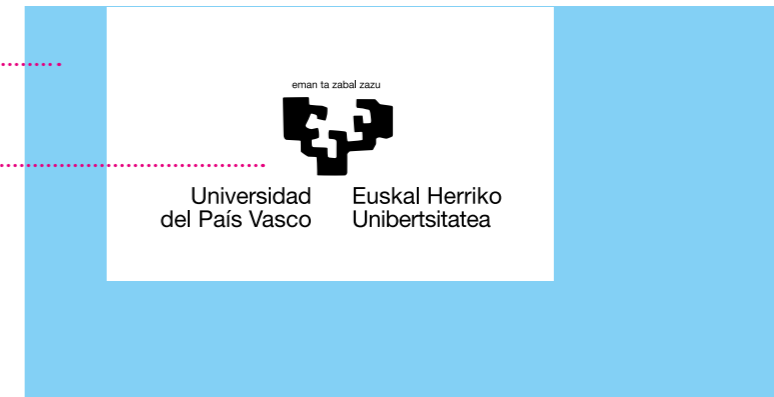 eman ta zabal zazu
Universidad
del País Vasco
Euskal Herriko
Unibertsitatea